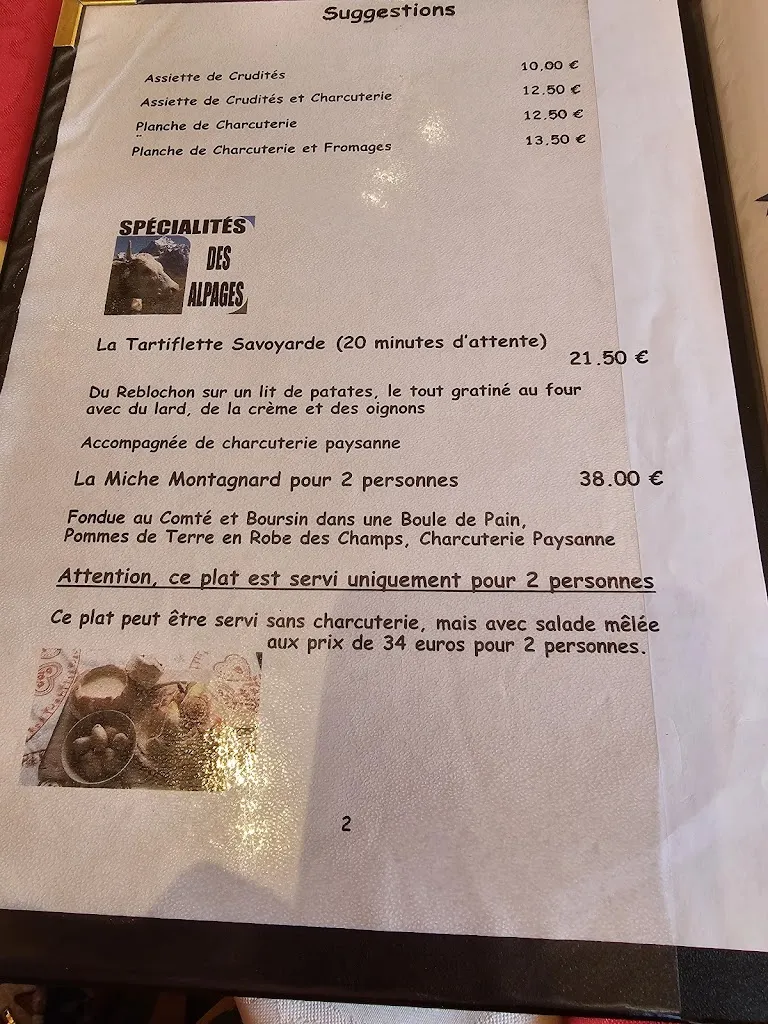 Suggestions
Assiette de Crudités 10,00 €
Assiette de Crudités et Charcuterie 12.50 €
Planche de Charcuterie 12.50 €
Planche de Charcuterie et Fromages 13,50 €
SPÉCIALITÉS
DES
ALPAGES
La Tartiflette Savoyarde (20 minutes d'attente)
21.50 €
Du Reblochon sur un lit de patates, le tout gratiné au four
avec du lard, de la crème et des oignons
Accompagnée de charcuterie paysanne
La Miche Montagnard pour 2 personnes 38.00 €
Fondue au Comté et Boursin dans une Boule de Pain,
Pommes de Terre en Robe des Champs, Charcuterie Paysanne
Attention, ce plat est servi uniquement pour 2 personnes
Ce plat peut être servi sans charcuterie, mais avec salade mêlée
aux prix de 34 euros pour 2 personnes.
2